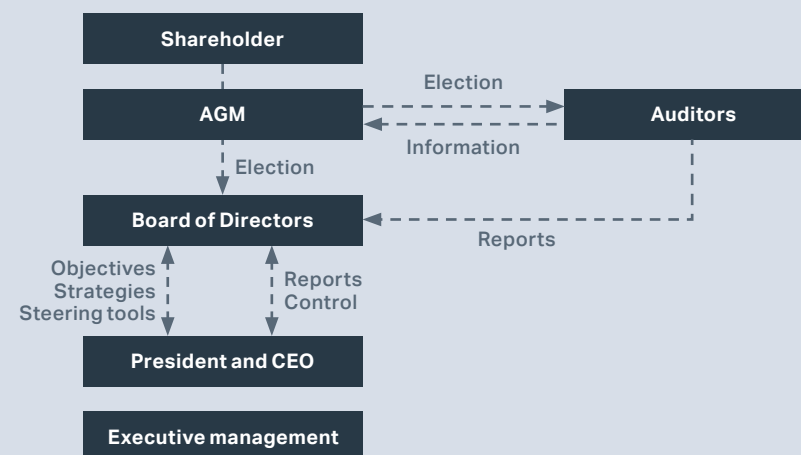 Shareholder
Election
AGM
Auditors
Information
Election
Board of Directors
Reports
Objectives
Strategies
Steering tools
Reports
Control
President and CEO
Executive management